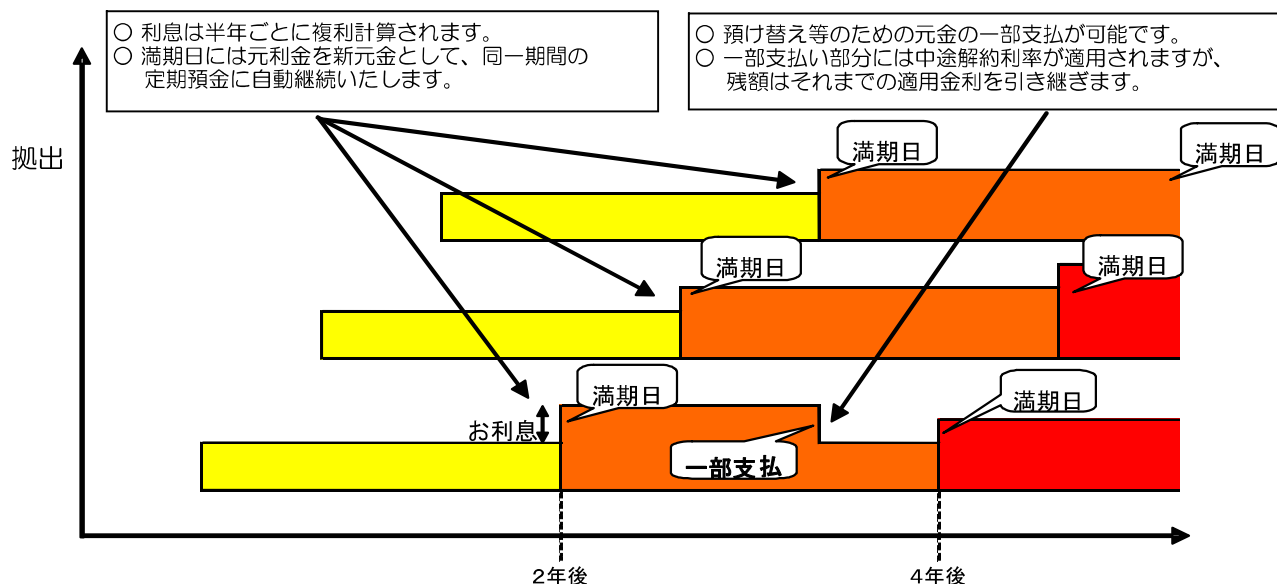 ○ 利息は半年ごとに複利計算されます。
○ 満期日には元利金を新元金として、同一期間の
定期預金に自動継続いたします。
○ 預け替え等のための元金の一部支払が可能です。
○ 一部支払い部分には中途解約利率が適用されますが、
残額はそれまでの適用金利を引き継ぎます。
拠出
満期日
満期日
満期日
満期日
満期日
満期日
お利息
一部支払
2年後
4年後